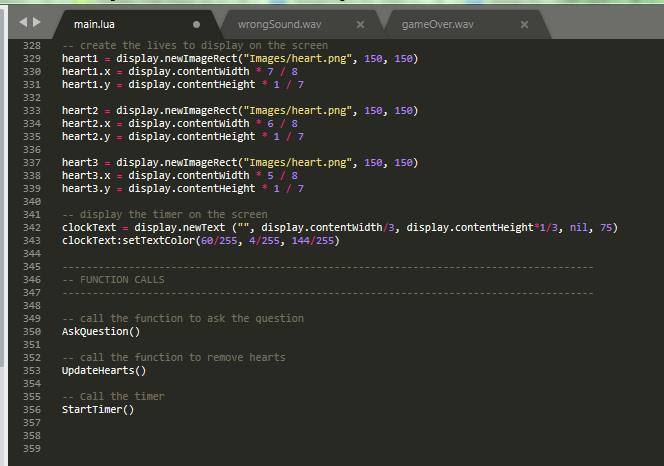 main.lua
wrongSound.wav
gameOver.wav
328 -- create the lives to display on the screen
329 heart1 = display.newImageRect("Images/heart.png", 150, 150)
330 heart1.x = display.contentWidth * 7 / 8
331 heart1.y = display.contentHeight * 1 / 7
332
333 heart2 = display.newImageRect("Images/heart.png", 150, 150)
334 heart2.x = display.contentWidth * 6 / 8
335 heart2.y = display.contentHeight * 1 / 7
336
337 heart3 = display.newImageRect("Images/heart.png", 150, 150)
338 heart3.x = display.contentWidth * 5 / 8
339 heart3.y = display.contentHeight * 1 / 7
340
341 -- display the timer on the screen
342 clockText = display.newText ("", display.contentWidth/3, display.contentHeight*1/3, nil, 75)
343 clockText:setTextColor(60/255, 4/255, 144/255)
344
345 -----------------------------------------------------------------------------------------
346 -- FUNCTION CALLS
347 -----------------------------------------------------------------------------------------
348
349 -- call the function to ask the question
350 AskQuestion()
351
352 -- call the function to remove hearts
353 UpdateHearts()
354
355 -- Call the timer
356 StartTimer()
357
358
359